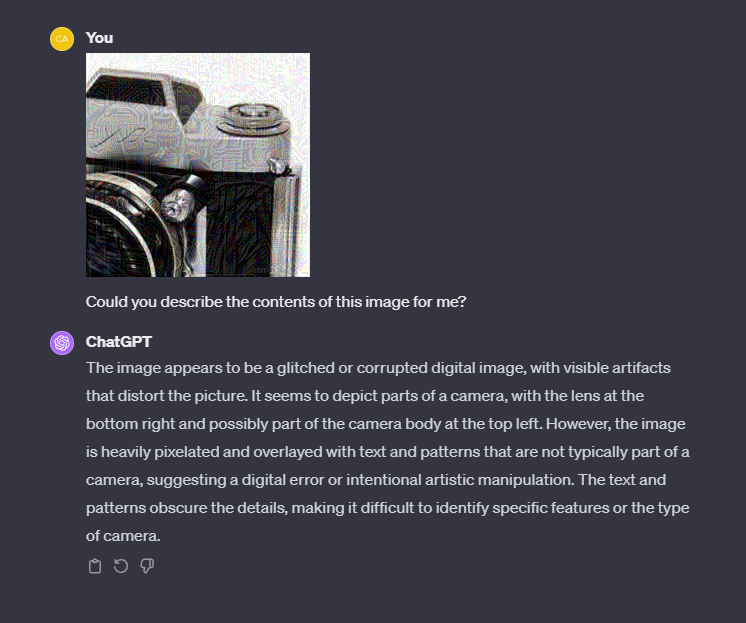 CA
You
Could you describe the contents of this image for me?
ChatGPT
The image appears to be a glitched or corrupted digital image, with visible artifacts
that distort the picture. It seems to depict parts of a camera, with the lens at the
bottom right and possibly part of the camera body at the top left. However, the image
is heavily pixelated and overlayed with text and patterns that are not typically part of a
camera, suggesting a digital error or intentional artistic manipulation. The text and
patterns obscure the details, making it difficult to identify specific features or the type
of camera.